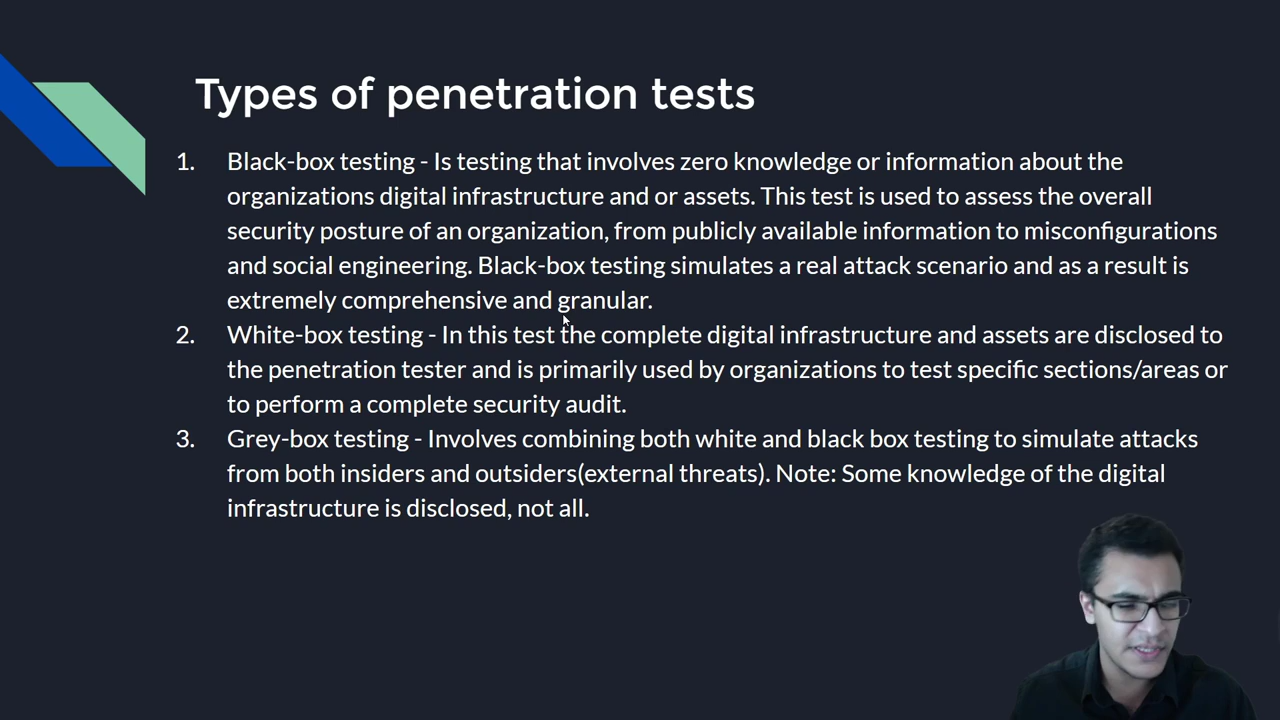 Types of penetration tests
1. Black-box testing - Is testing that involves zero knowledge or information about the
organizations digital infrastructure and or assets. This test is used to assess the overall
security posture of an organization, from publicly available information to misconfigurations
and social engineering. Black-box testing simulates a real attack scenario and as a result is
extremely comprehensive and granular.
2. White-box testing - In this test the complete digital infrastructure and assets are disclosed to
the penetration tester and is primarily used by organizations to test specific sections/areas or
to perform a complete security audit.
3. Grey-box testing - Involves combining both white and black box testing to simulate attacks
from both insiders and outsiders(external threats). Note: Some knowledge of the digital
infrastructure is disclosed, not all.